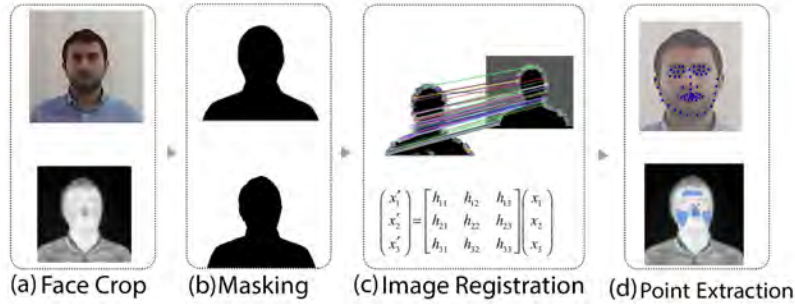 x′₁ h₁₁ h₁₂ h₁₃ x₁
x′₂ = h₂₁ h₂₂ h₂₃ x₂
x′₃ h₃₁ h₃₂ h₃₃ x₃
(a) Face Crop (b) Masking (c) Image Registration (d) Point Extraction